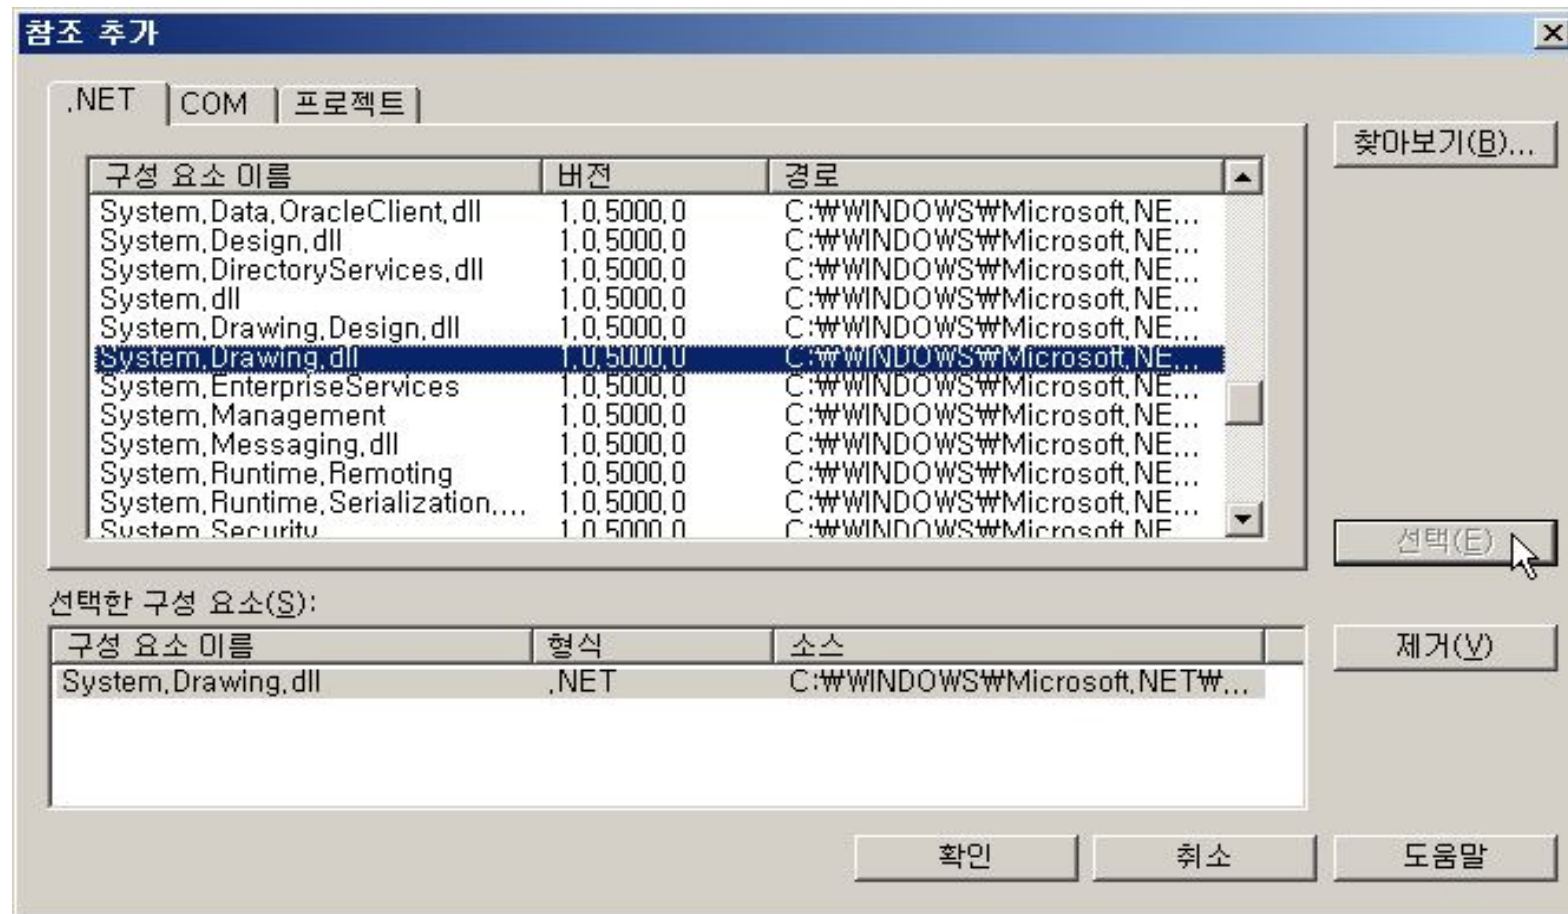 참조 추가
.NET COM 프로젝트
찾아보기(B)...
구성 요소 이름 버전 경로
System.Data.OracleClient.dll 1.0.5000.0 C:₩WINDOWS₩Microsoft.NE...
System.Design.dll 1.0.5000.0 C:₩WINDOWS₩Microsoft.NE...
System.DirectoryServices.dll 1.0.5000.0 C:₩WINDOWS₩Microsoft.NE...
System.dll 1.0.5000.0 C:₩WINDOWS₩Microsoft.NE...
System.Drawing.Design.dll 1.0.5000.0 C:₩WINDOWS₩Microsoft.NE...
System.Drawing.dll 1.0.5000.0 C:₩WINDOWS₩Microsoft.NE...
System.EnterpriseServices 1.0.5000.0 C:₩WINDOWS₩Microsoft.NE...
System.Management 1.0.5000.0 C:₩WINDOWS₩Microsoft.NE...
System.Messaging.dll 1.0.5000.0 C:₩WINDOWS₩Microsoft.NE...
System.Runtime.Remoting 1.0.5000.0 C:₩WINDOWS₩Microsoft.NE...
System.Runtime.Serialization.... 1.0.5000.0 C:₩WINDOWS₩Microsoft.NE...
System.Security 1.0.5000.0 C:₩WINDOWS₩Microsoft.NE...
선택(E)
선택한 구성 요소(S):
구성 요소 이름 형식 소스
제거(V)
System.Drawing.dll .NET C:₩WINDOWS₩Microsoft.NET₩...
확인 취소 도움말